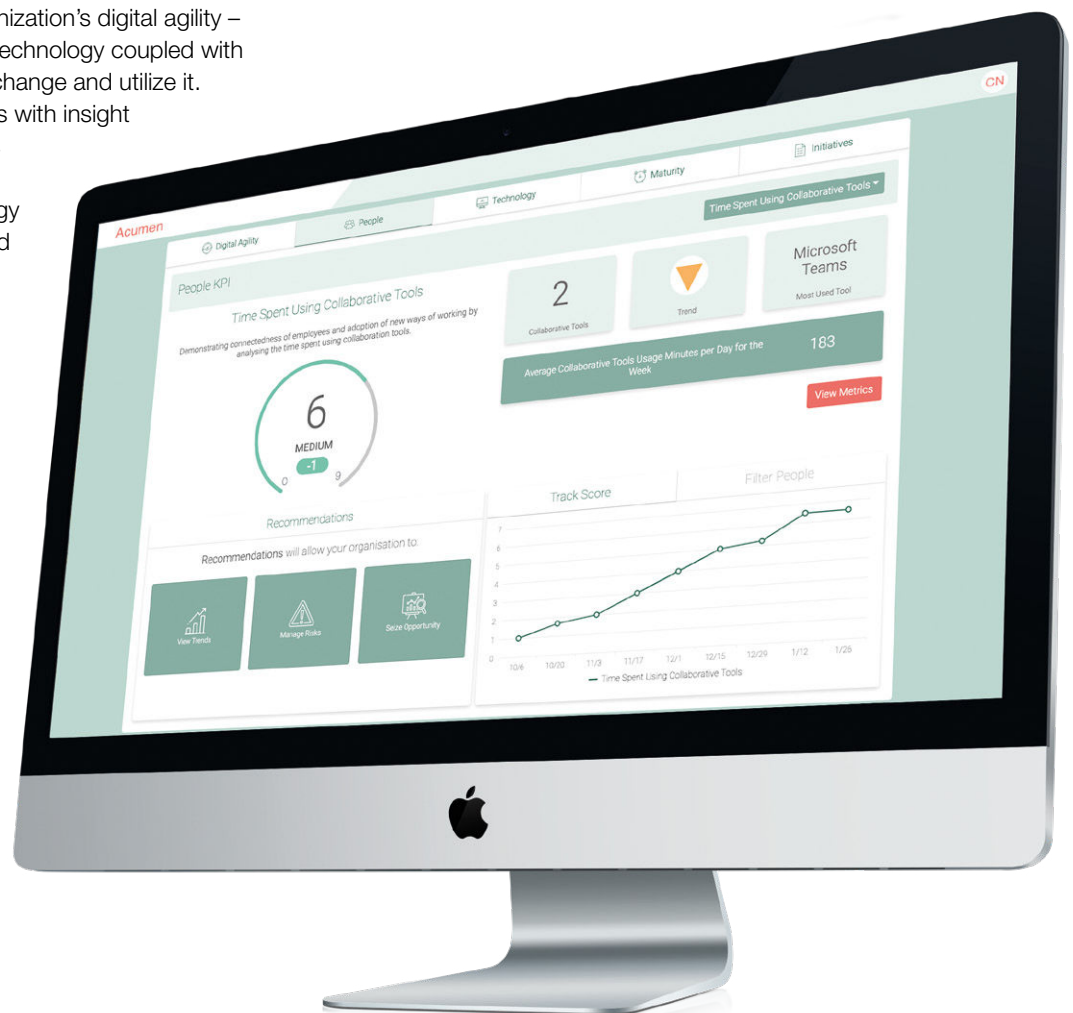 nization’s digital agility –
echnology coupled with
change and utilize it.
s with insight
gy
d
CN
Acumen
Digital Agility
People
Technology
Maturity
Initiatives
People KPI
Time Spent Using Collaborative Tools
Time Spent Using Collaborative Tools
Demonstrating connectedness of employees and adoption of new ways of working by
analysing the time spent using collaboration tools.
6
MEDIUM
-1
0
9
2
Collaborative Tools
Trend
Microsoft
Teams
Most Used Tool
Average Collaborative Tools Usage Minutes per Day for the
Week
183
View Metrics
Recommendations
Recommendations will allow your organisation to:
View Trends
Manage Risks
Seize Opportunity
Track Score
Filter People
7
6
5
4
3
2
1
0
10/6
10/20
11/3
11/17
12/1
12/15
12/29
1/12
1/26
Time Spent Using Collaborative Tools